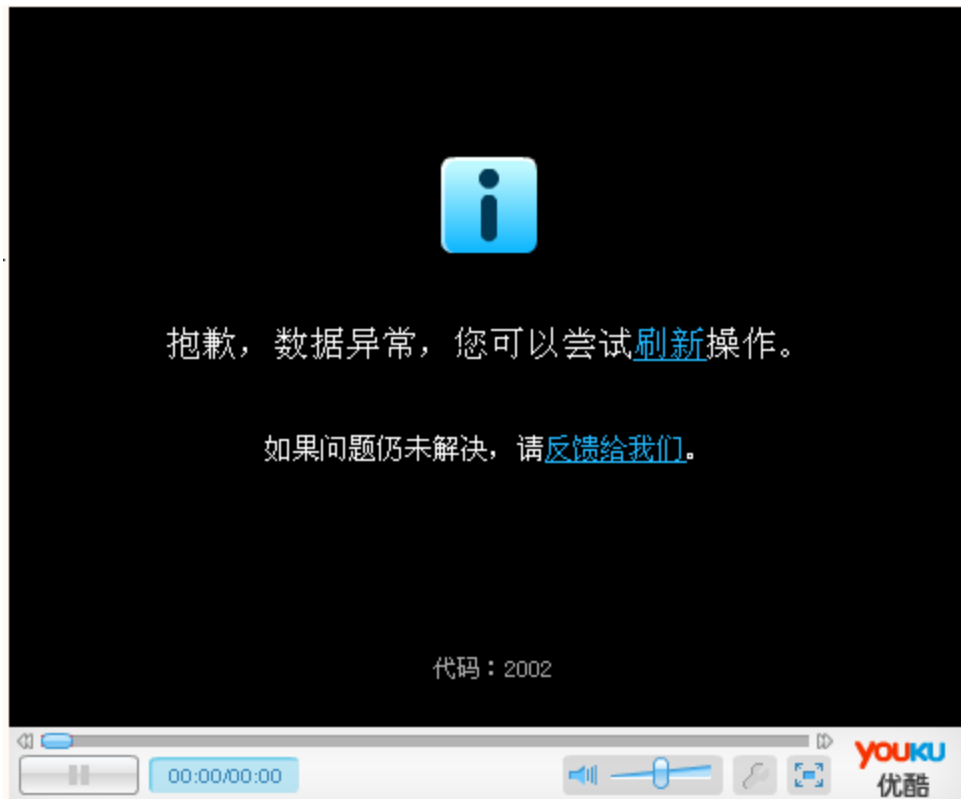 抱歉，数据异常，您可以尝试刷新操作。
如果问题仍未解决，请反馈给我们。
代码：2002
00:00/00:00
YOUKU
优酷